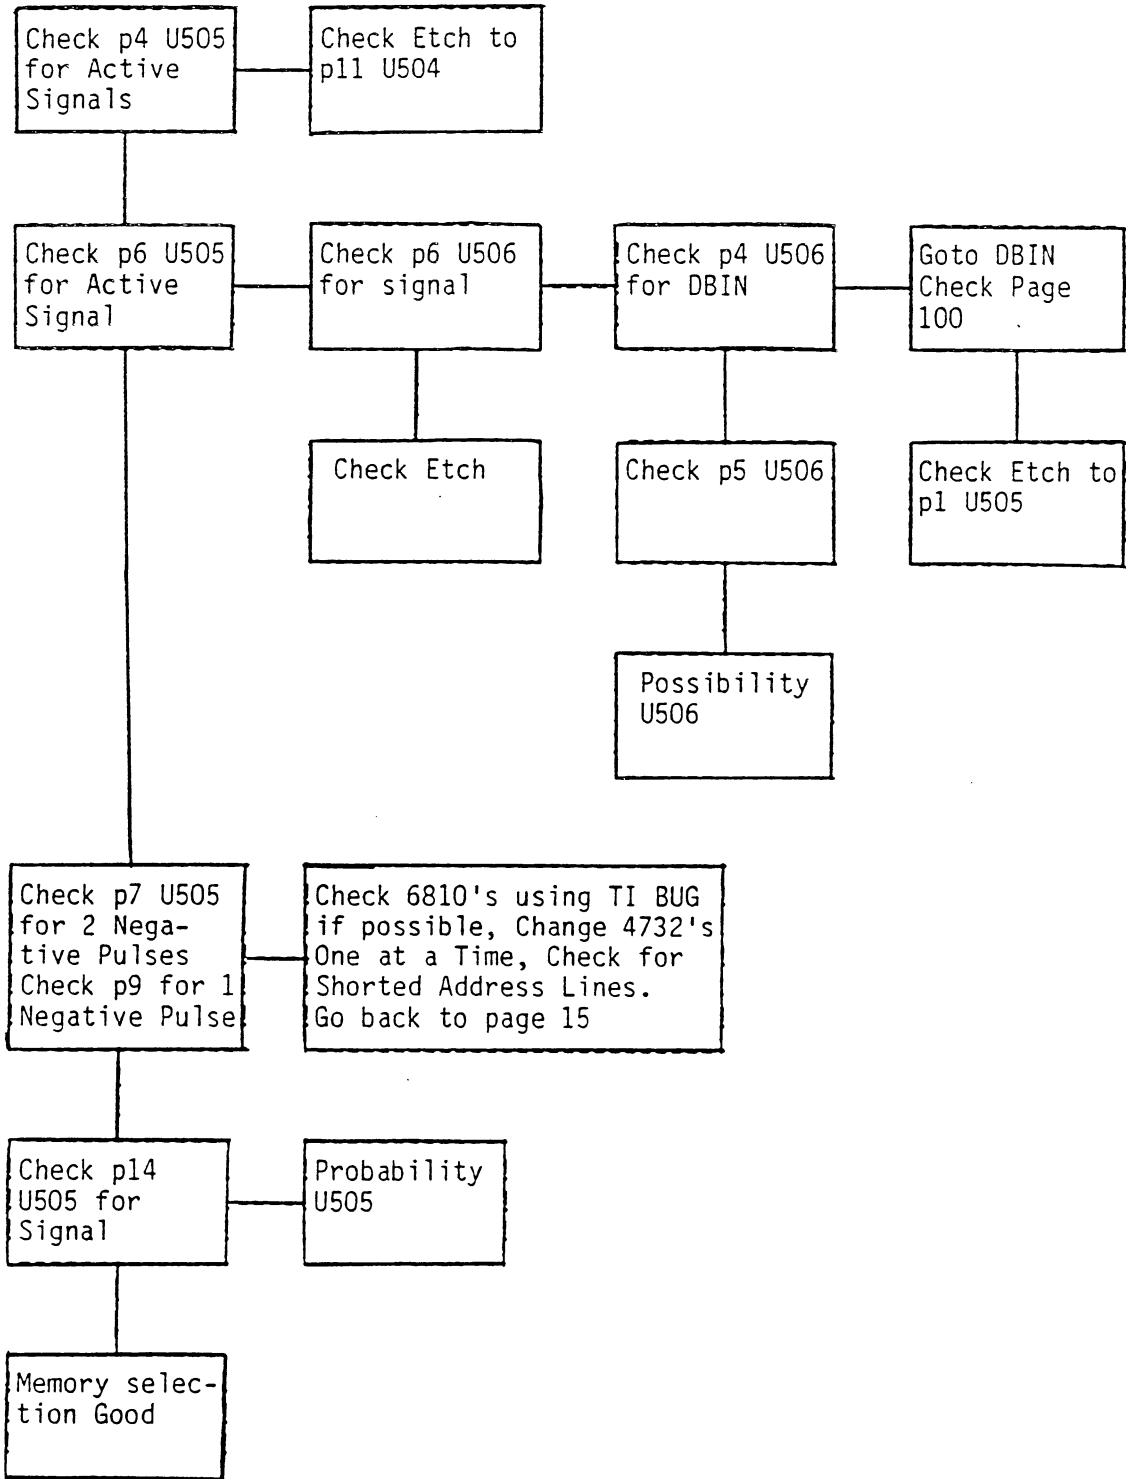 Check p4 U505
for Active
Signals
Check Etch to
p11 U504
Check p6 U505
for Active
Signal
Check p6 U506
for signal
Check p4 U506
for DBIN
Goto DBIN
Check Page
100
Check Etch
Check p5 U506
Check Etch to
p1 U505
Possibility
U506
Check p7 U505
for 2 Nega-
tive Pulses
Check p9 for 1
Negative Pulse
Check 6810's using TI BUG
if possible, Change 4732's
One at a Time, Check for
Shorted Address Lines.
Go back to page 15
Check p14
U505 for
Signal
Probability
U505
Memory selec-
tion Good